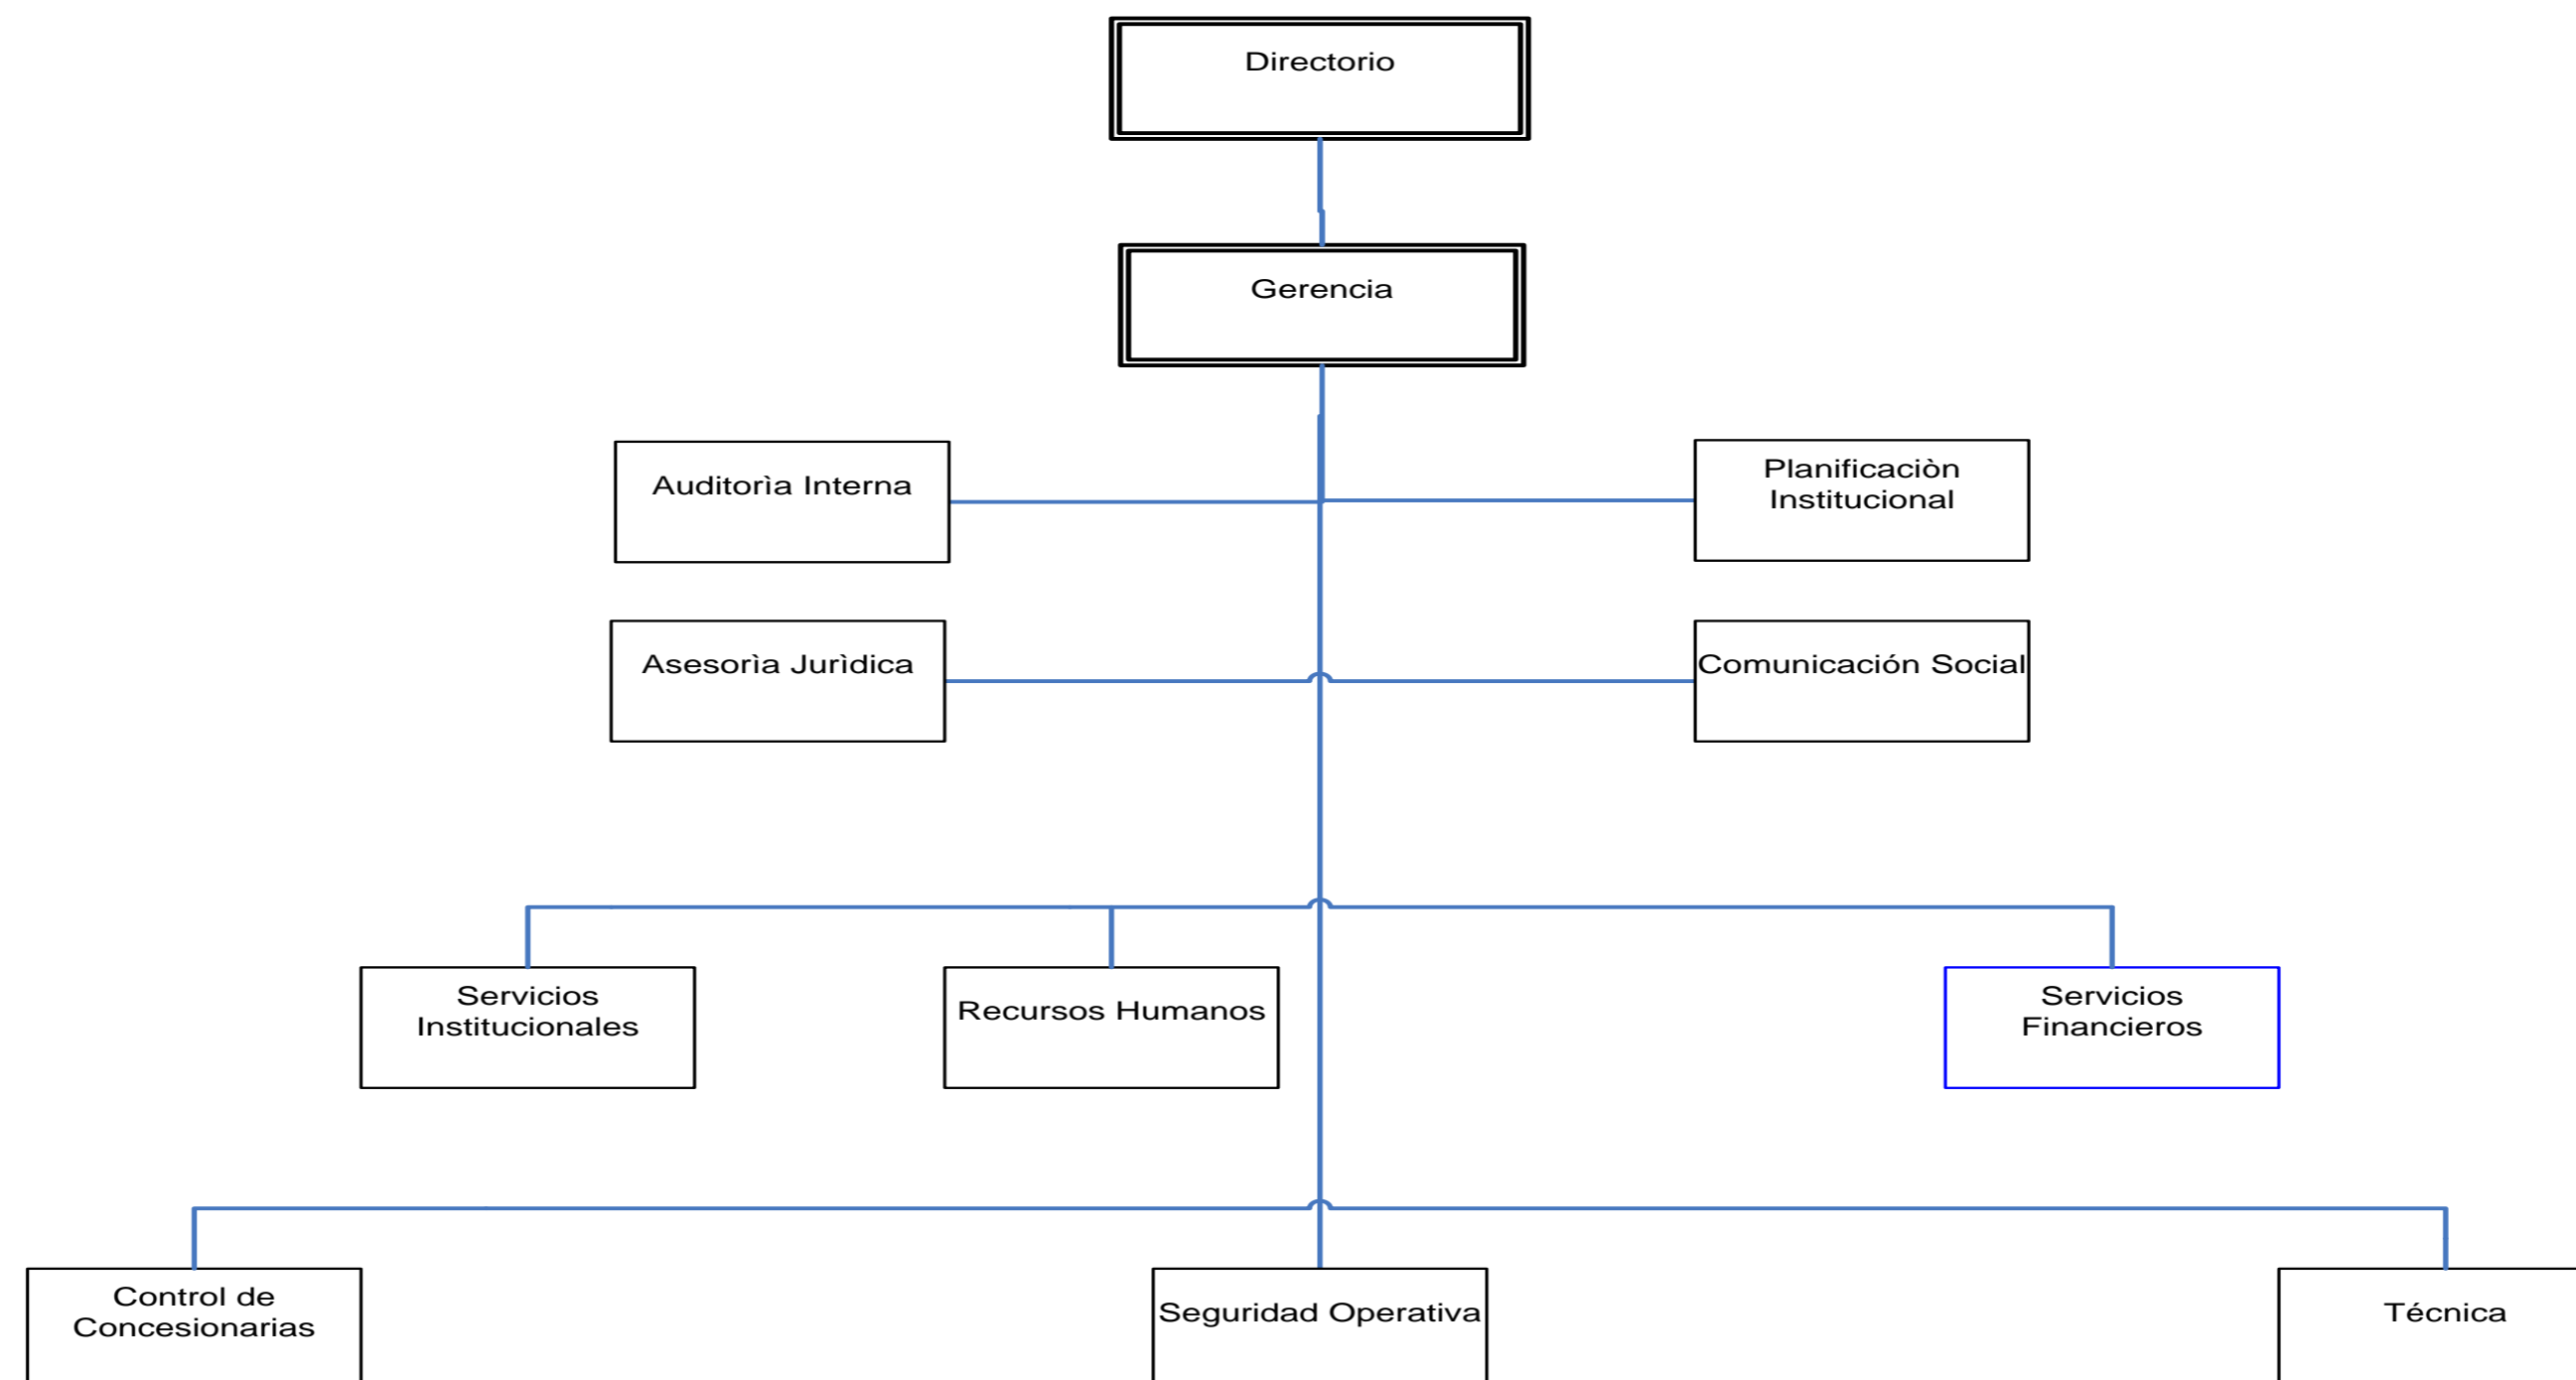 Directorio
Gerencia
Auditorìa Interna
Planificaciòn
Institucional
Asesorìa Jurìdica
Comunicación Social
Servicios
Institucionales
Recursos Humanos
Servicios
Financieros
Control de
Concesionarias
Seguridad Operativa
Técnica